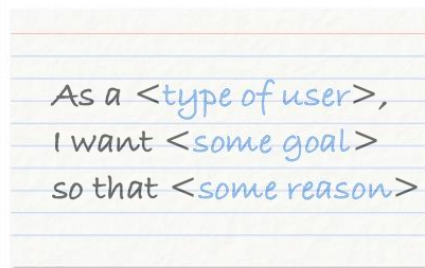 As a <type of user>,
I want <some goal>
so that <some reason>